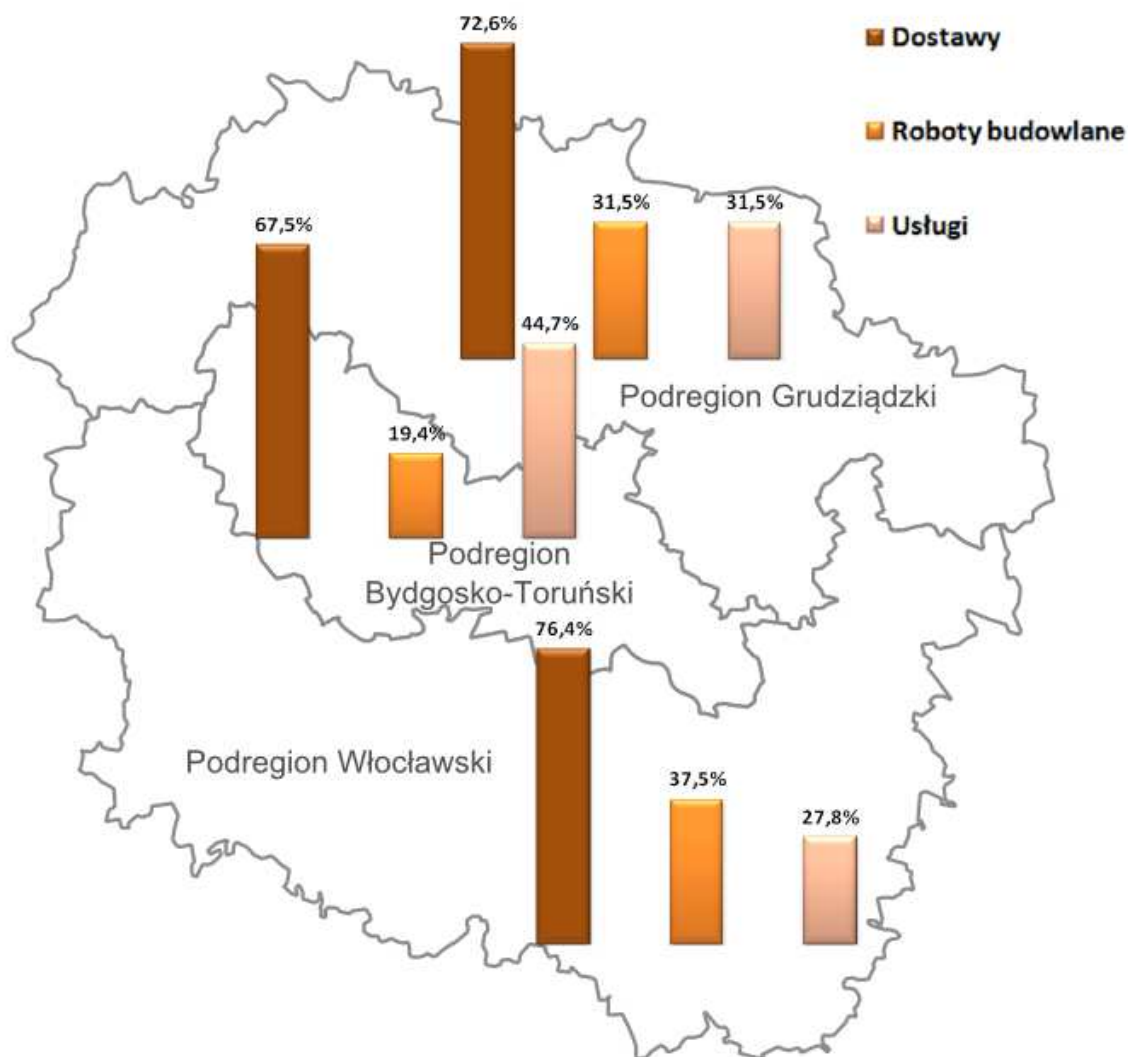 72,6%
Dostawy
Roboty budowlane
31,5%
31,5%
Usługi
67,5%
44,7%
Podregion Grudziądzki
19,4%
Podregion
Bydgosko-Toruński
76,4%
Podregion Włocławski
37,5%
27,8%